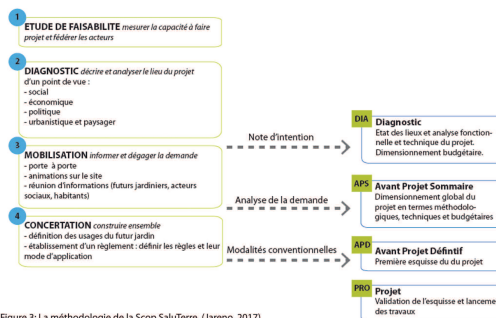 1
ETUDE DE FAISABILITE mesurer la capacité à faire
projet et fédérer les acteurs
2
DIAGNOSTIC décrire et analyser le lieu du projet
d'un point de vue :
- social
- économique
- politique
- urbanistique et paysager
3
MOBILISATION informer et dégager la demande
- porte à porte
- animations sur le site
- réunion d'informations (futurs jardiniers, acteurs
sociaux, habitants)
4
CONCERTATION construire ensemble
- définition des usages du futur jardin
- établissement d'un règlement : définir les règles et leur
mode d'application
Note d'intention
Analyse de la demande
Modalités conventionnelles
DIA
Diagnostic
Etat des lieux et analyse fonction-
nelle et technique du projet.
Dimensionnement budgétaire.
APS
Avant Projet Sommaire
Dimensionnement global du
projet en termes méthodolo-
giques, techniques et budgétaires
APD
Avant Projet Défintif
Première esquisse du du projet
PRO
Projet
Validation de l'esquisse et lanceme
des travaux
Figure 3: La méthodologie de la Scop SaluTerre (Jareno, 2017)